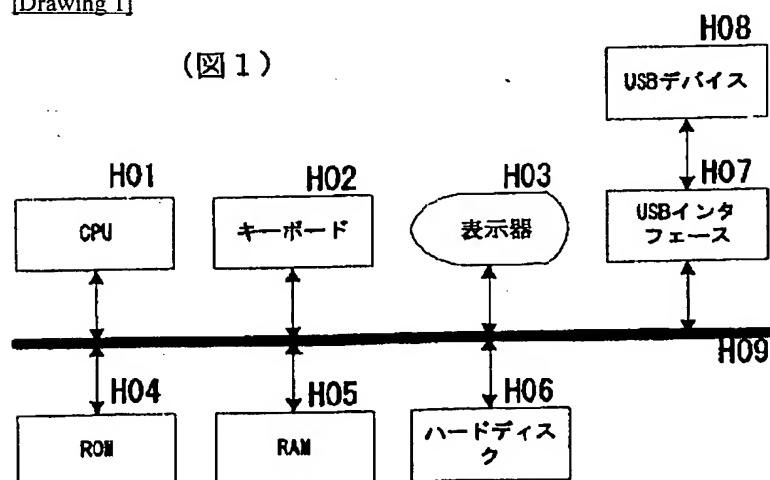 [Drawing 1]
(図1)
H08
USBデバイス
H01
H02
H03
H07
CPU
キーボード
表示器
USBインタ
フェース
H09
H04
H05
H06
ROM
RAM
ハードディス
ク